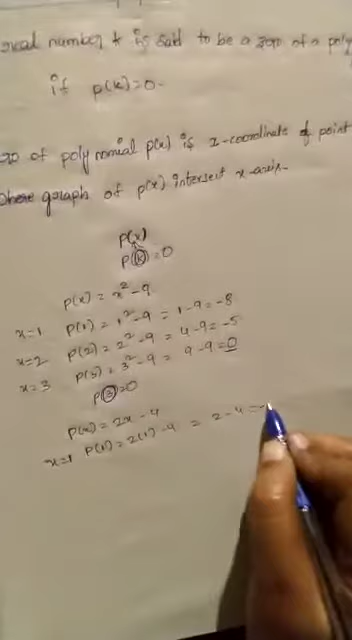 real number k is said to be a zero of a poly
if p(k)=0.
zero of polynomial p(x) is x-coordinate of point
where graph of p(x) intersect x-axis.
p(x)
p(k)=0
p(x) = x²-9
x=1 p(1) = 1²-9 = 1-9 = -8
x=2 p(2) = 2²-9 = 4-9 = -5
x=3 p(3) = 3²-9 = 9-9 = 0
p(3)=0
p(x) = 2x-4
x=1 p(1) = 2(1)-4 = 2-4 = -